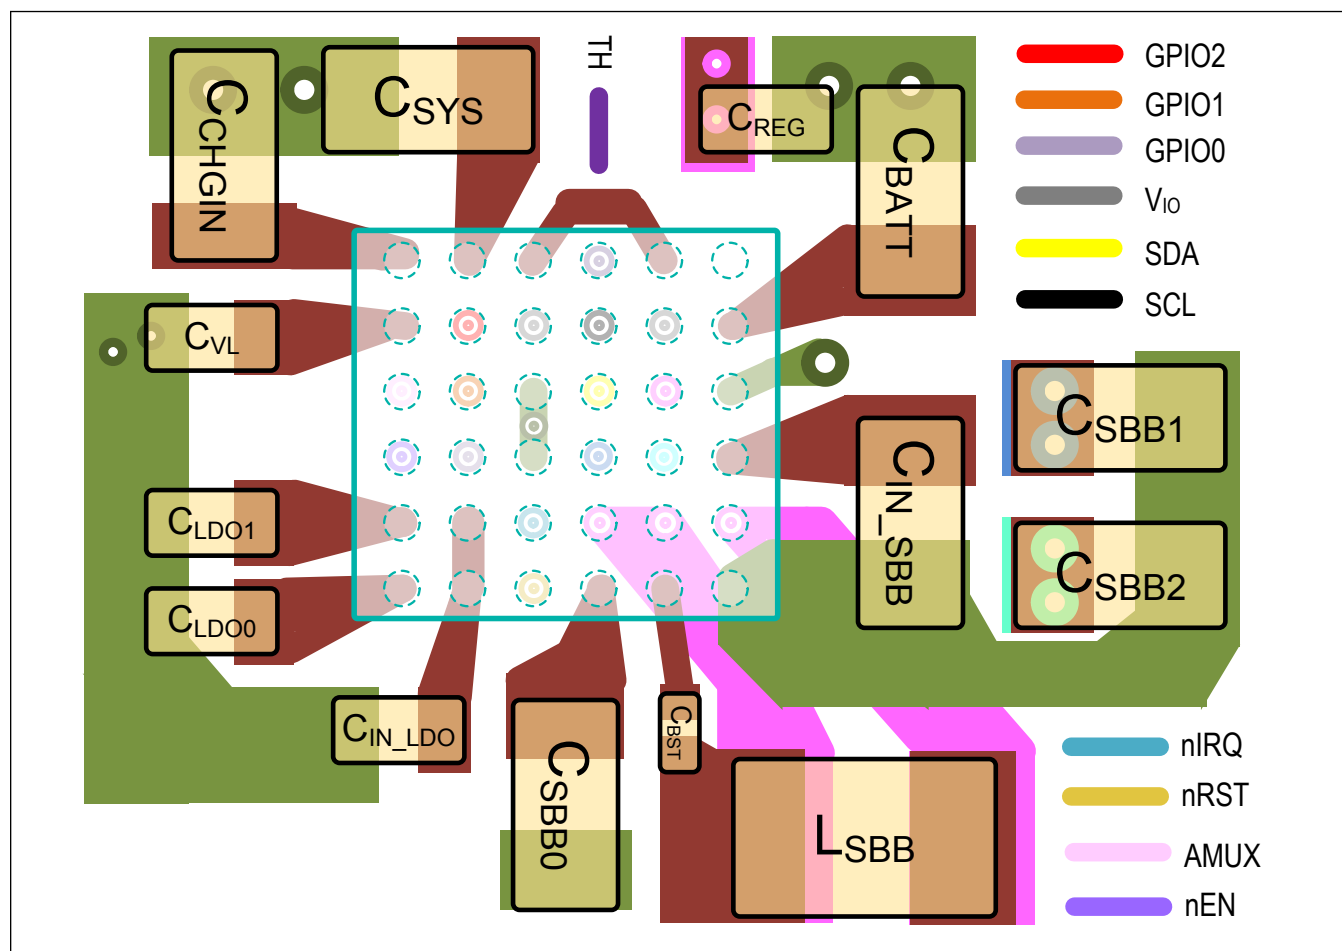 TH
GPIO2
CSYS
CCHGIN
CREG
CBATT
GPIO1
GPIO0
VIO
SDA
SCL
CVL
CSBB1
CIN_SBB
CLDO1
CSBB2
CLDO0
CIN_LDO
CBST
CSBB0
LSBB
nIRQ
nRST
AMUX
nEN